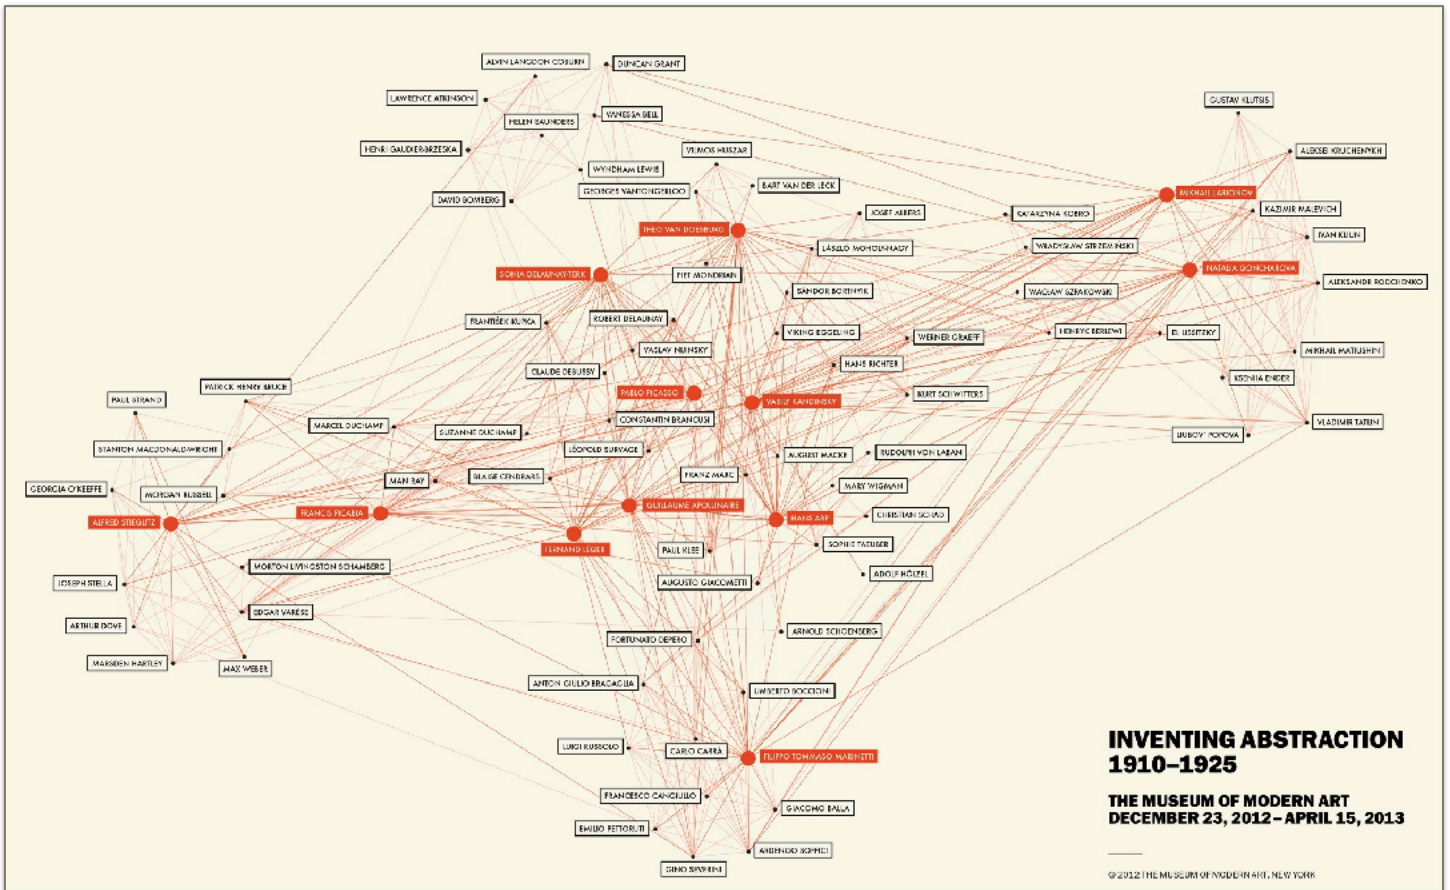 ALVIN LANGDON COBURN
DUNCAN GRANT
LAWRENCE ATKINSON
GUSTAV KLUTSIS
VANESSA BELL
HELEN SAUNDERS
HENRI GAUDIER-BRZESKA
VILMOS HUSZAR
ALEKSEI KRUCHENYKH
WYNDHAM LEWIS
GEORGES VANTONGERLOO
BART VAN DER LECK
MIKHAIL LARIONOV
DAVID BOMBERG
JOSEF ALBERS
KATARZYNA KOBRO
KAZIMIR MALEVICH
THEO VAN DOESBURG
IVAN KLIUN
LÁSZLÓ MOHOLY-NAGY
WŁADYSŁAW STRZEMIŃSKI
SONIA DELAUNAY-TERK
PIET MONDRIAN
NATALIA GONCHAROVA
ALEKSANDR RODCHENKO
SÁNDOR BORTNYIK
WACŁAW SZPAKOWSKI
FRANTIŠEK KUPKA
ROBERT DELAUNAY
VIKING EGGELING
WERNER GRAEFF
HENRYK BERLEWI
EL LISSITZKY
VASLAV NIJINSKY
MIKHAIL MATIUSHIN
HANS RICHTER
CLAUDE DEBUSSY
KSENIIA ENDER
PATRICK HENRY BRUCE
PABLO PICASSO
VASILY KANDINSKY
KURT SCHWITTERS
PAUL STRAND
MARCEL DUCHAMP
CONSTANTIN BRANCUSI
VLADIMIR TATLIN
SUZANNE DUCHAMP
LIUBOV' POPOVA
STANTON MACDONALD-WRIGHT
LÉOPOLD SURVAGE
AUGUST MACKE
RUDOLPH VON LABAN
MAN RAY
BLAISE CENDRARS
FRANZ MARC
MARY WIGMAN
GEORGIA O'KEEFFE
MORGAN RUSSELL
GUILLAUME APOLLINAIRE
ALFRED STIEGLITZ
FRANCIS PICABIA
HANS ARP
CHRISTIAN SCHAD
FERNAND LÉGER
PAUL KLEE
SOPHIE TAEUBER
MORTON LIVINGSTON SCHAMBERG
ADOLF HÖLZEL
JOSEPH STELLA
AUGUSTO GIACOMETTI
EDGAR VARÈSE
ARTHUR DOVE
FORTUNATO DEPERO
ARNOLD SCHOENBERG
MARSDEN HARTLEY
MAX WEBER
ANTON GIULIO BRAGAGLIA
UMBERTO BOCCIONI
LUIGI RUSSOLO
CARLO CARRÀ
FILIPPO TOMMASO MARINETTI
FRANCESCO CANGIULLO
GIACOMO BALLA
EMILIO PETTORUTI
ARDENGO SOFFICI
GINO SEVERINI
INVENTING ABSTRACTION
1910–1925
THE MUSEUM OF MODERN ART
DECEMBER 23, 2012–APRIL 15, 2013
© 2012 THE MUSEUM OF MODERN ART, NEW YORK